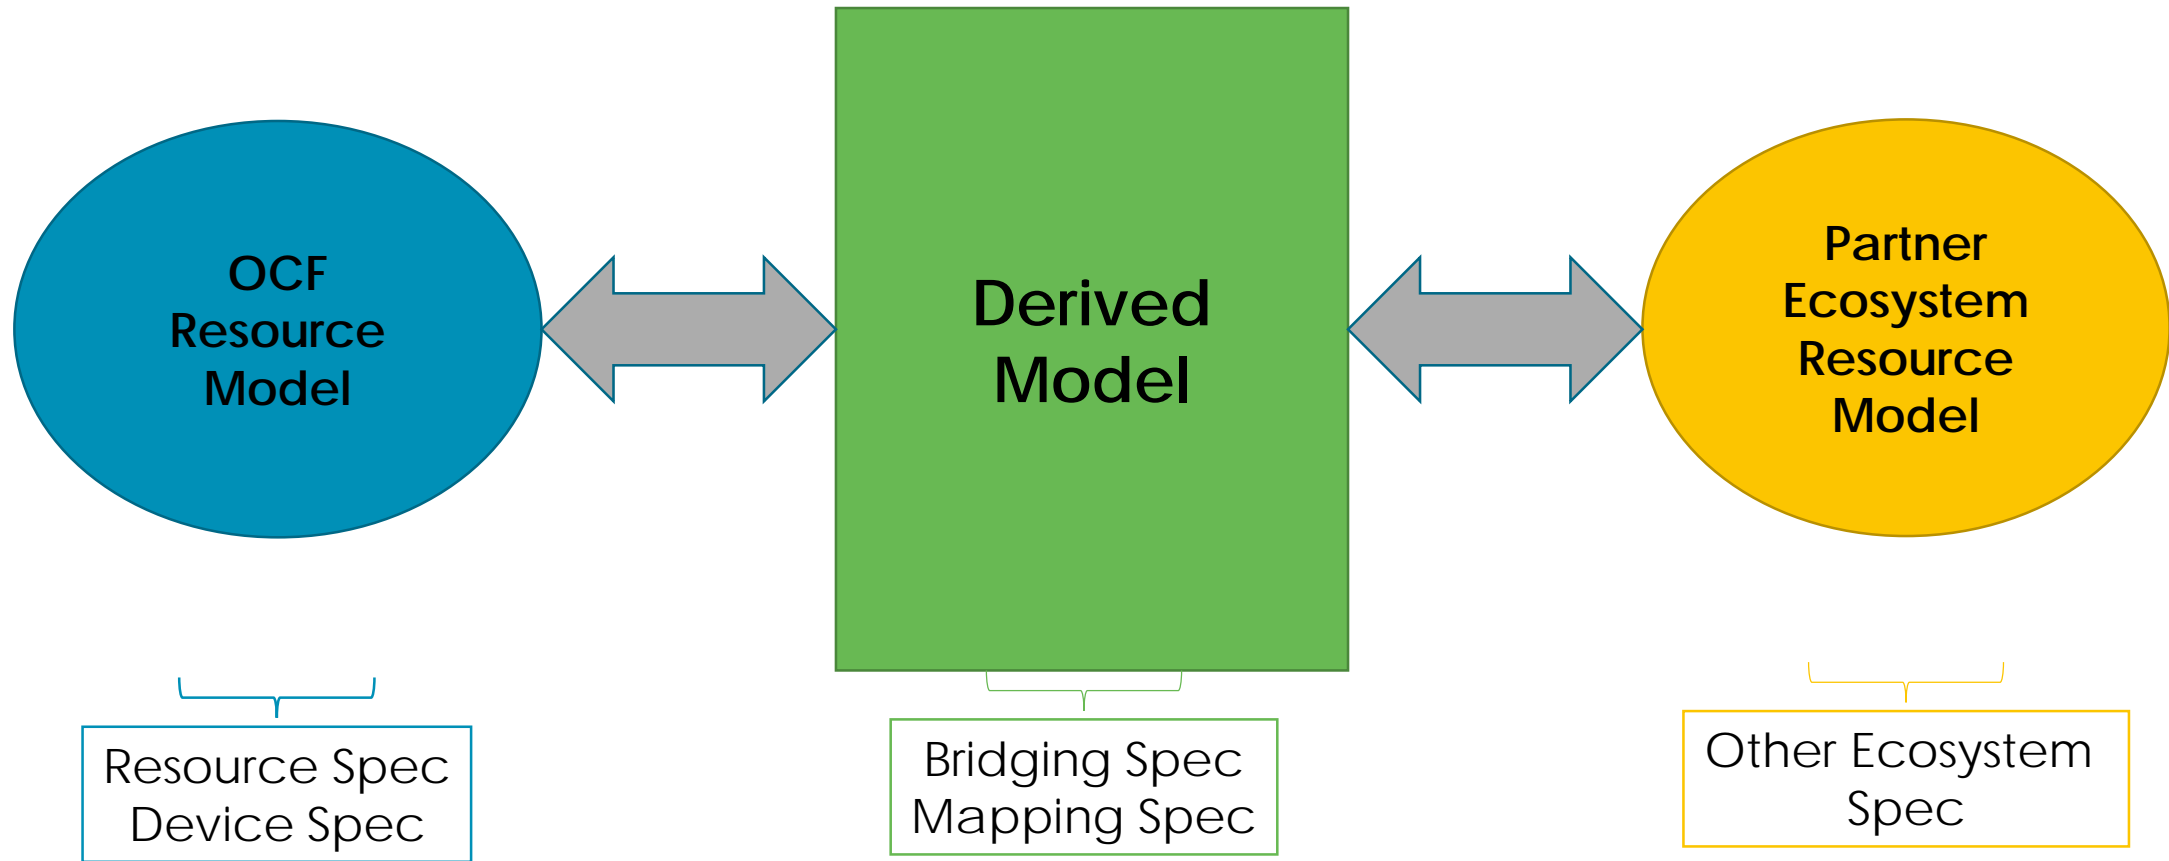 OCF
Resource
Model
Derived
Model
Partner
Ecosystem
Resource
Model
Resource Spec
Device Spec
Bridging Spec
Mapping Spec
Other Ecosystem
Spec